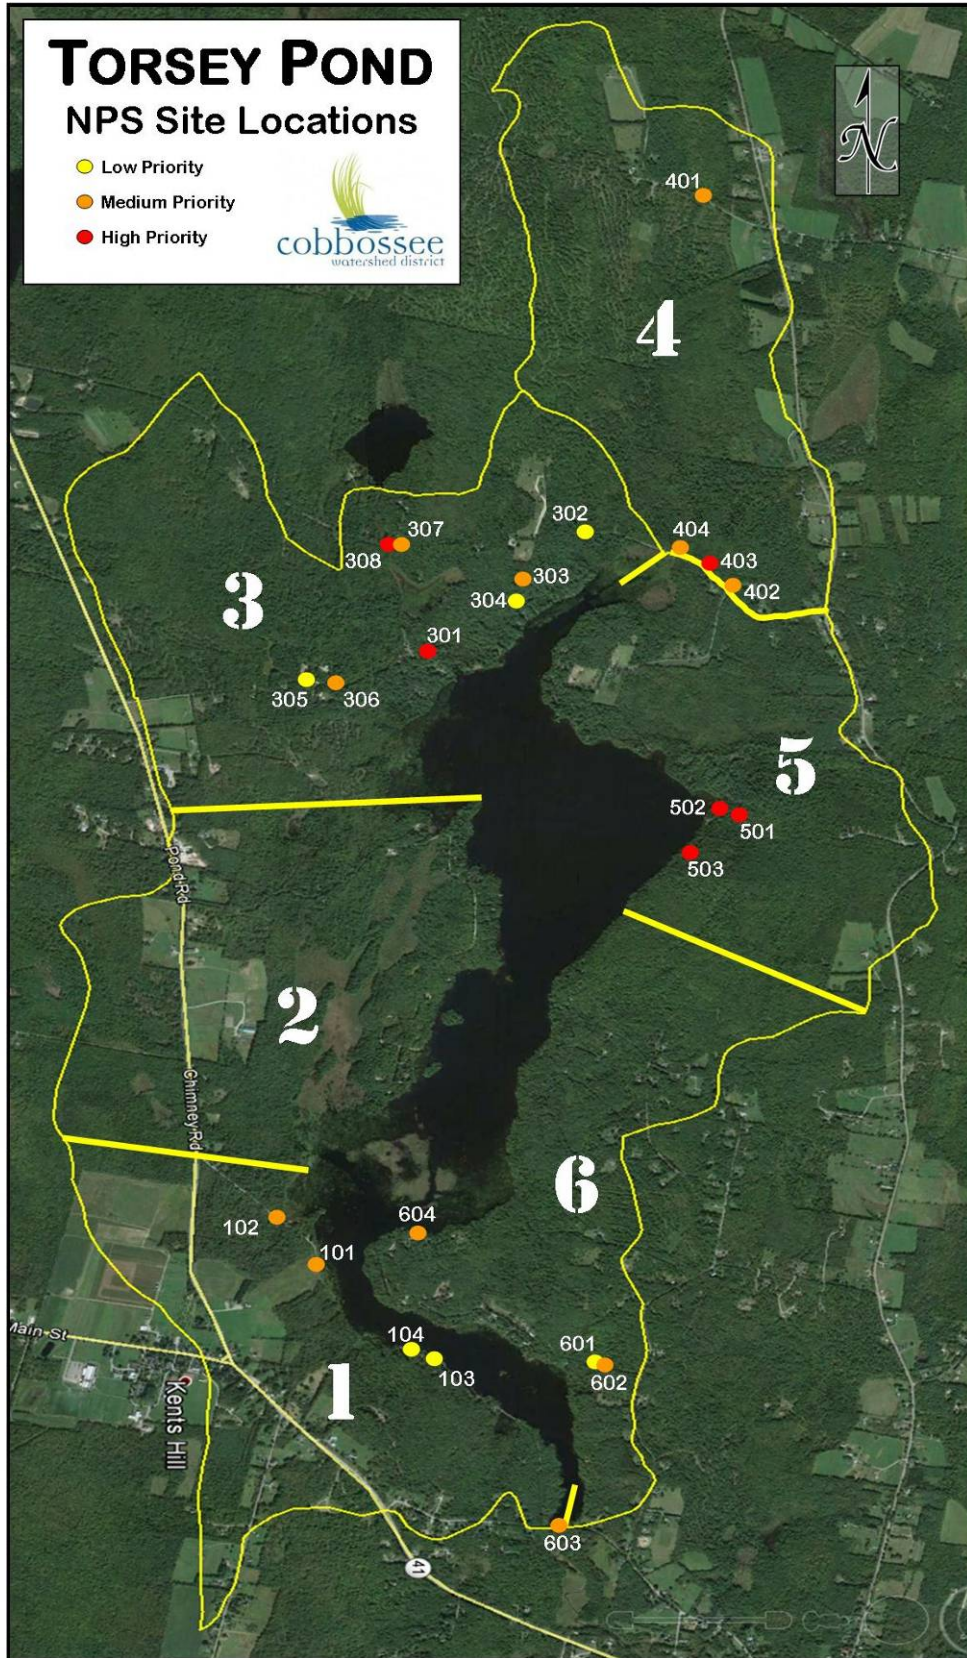 TORSEY POND
NPS Site Locations
Low Priority
Medium Priority
High Priority
cobbossee
watershed district
N
401
4
302
404
403
402
307
308
303
304
3
301
305
306
5
502
501
503
Pond Rd
2
Chimney Rd
6
102
604
101
Main St
104
103
601
602
1
Kents Hill
603
41